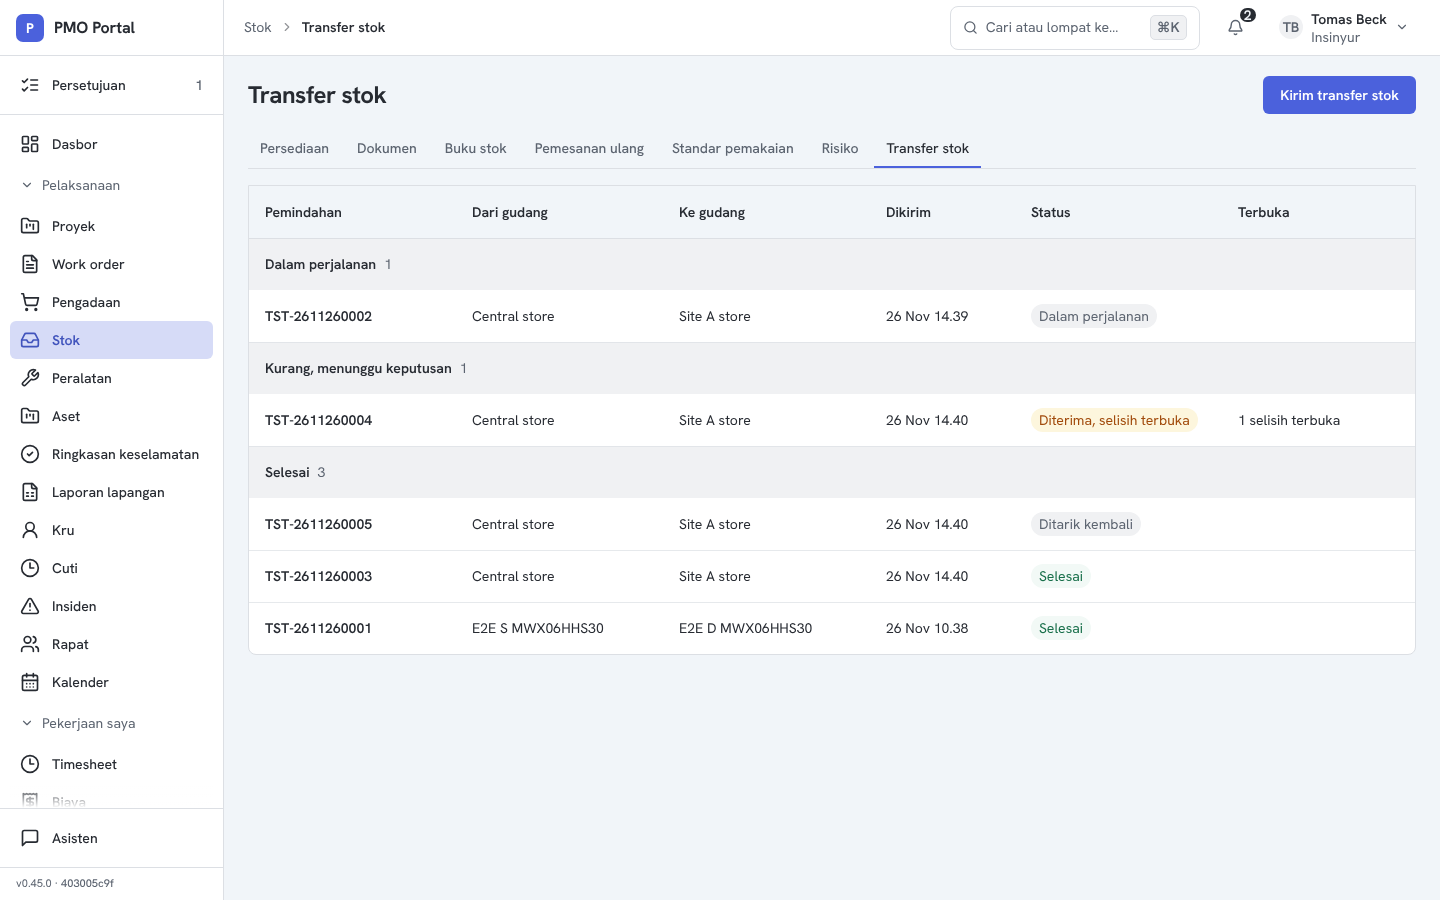 P PMO Portal
Stok > Transfer stok
Cari atau lompat ke... ⌘K
2
TB Tomas Beck
Insinyur
Persetujuan 1
Dasbor
Pelaksanaan
Proyek
Work order
Pengadaan
Stok
Peralatan
Aset
Ringkasan keselamatan
Laporan lapangan
Kru
Cuti
Insiden
Rapat
Kalender
Pekerjaan saya
Timesheet
Biaya
Asisten
v0.45.0 · 403005c9f
Transfer stok
Kirim transfer stok
Persediaan Dokumen Buku stok Pemesanan ulang Standar pemakaian Risiko Transfer stok
Pemindahan Dari gudang Ke gudang Dikirim Status Terbuka
Dalam perjalanan 1
TST-2611260002 Central store Site A store 26 Nov 14.39 Dalam perjalanan
Kurang, menunggu keputusan 1
TST-2611260004 Central store Site A store 26 Nov 14.40 Diterima, selisih terbuka 1 selisih terbuka
Selesai 3
TST-2611260005 Central store Site A store 26 Nov 14.40 Ditarik kembali
TST-2611260003 Central store Site A store 26 Nov 14.40 Selesai
TST-2611260001 E2E S MWX06HHS30 E2E D MWX06HHS30 26 Nov 10.38 Selesai